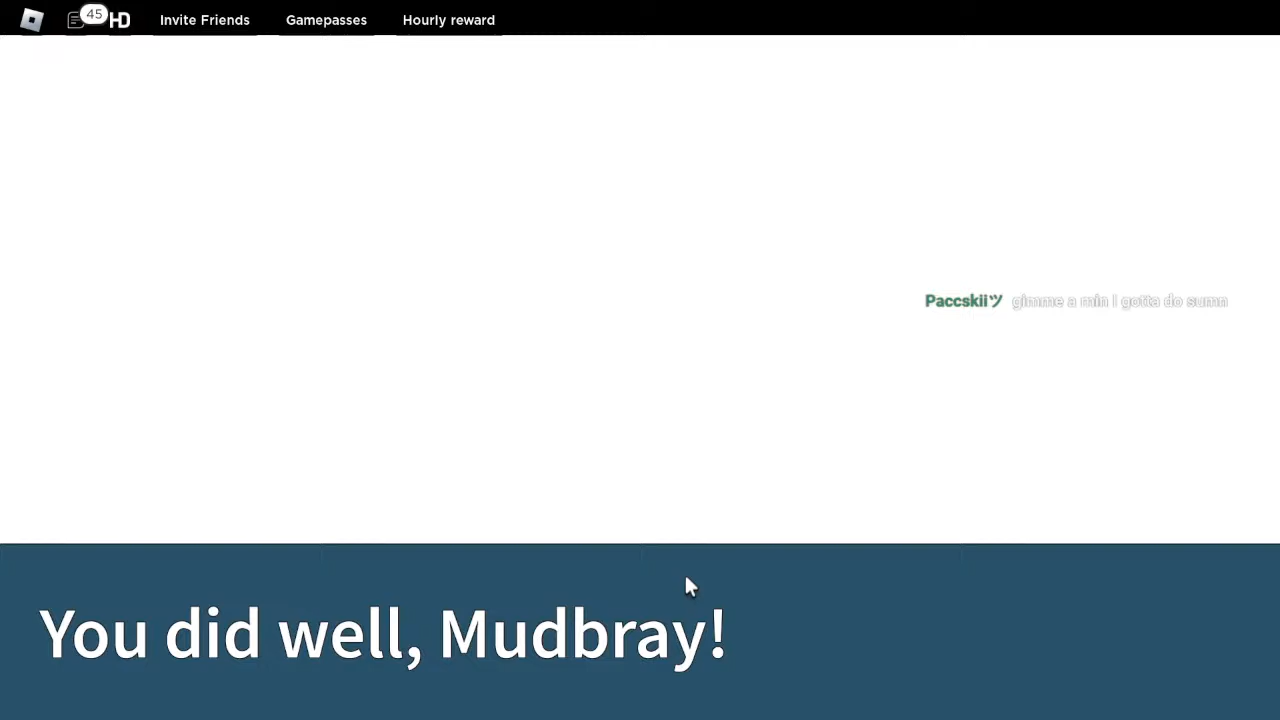 45 HD Invite Friends Gamepasses Hourly reward
Paccskiiツ gimme a min I gotta do sumn
You did well, Mudbray!